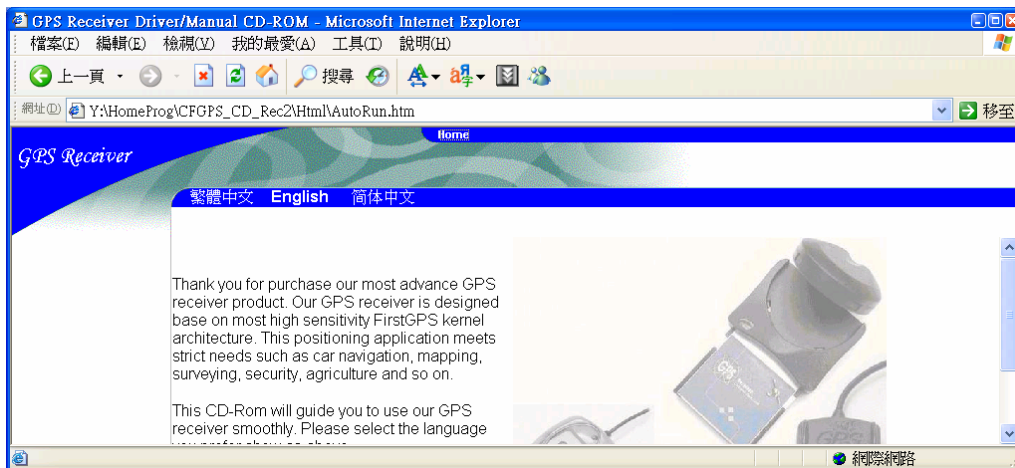 GPS Receiver Driver/Manual CD-ROM - Microsoft Internet Explorer
檔案(F) 編輯(E) 檢視(V) 我的最愛(A) 工具(T) 說明(H)
上一頁 搜尋
網址(D) Y:\HomeProg\CFGPS_CD_Rec2\Html\AutoRun.htm 移至
Home
GPS Receiver
繁體中文 English 简体中文
Thank you for purchase our most advance GPS
receiver product. Our GPS receiver is designed
base on most high sensitivity FirstGPS kernel
architecture. This positioning application meets
strict needs such as car navigation, mapping,
surveying, security, agriculture and so on.
This CD-Rom will guide you to use our GPS
receiver smoothly. Please select the language
GPS
GPS
網際網路